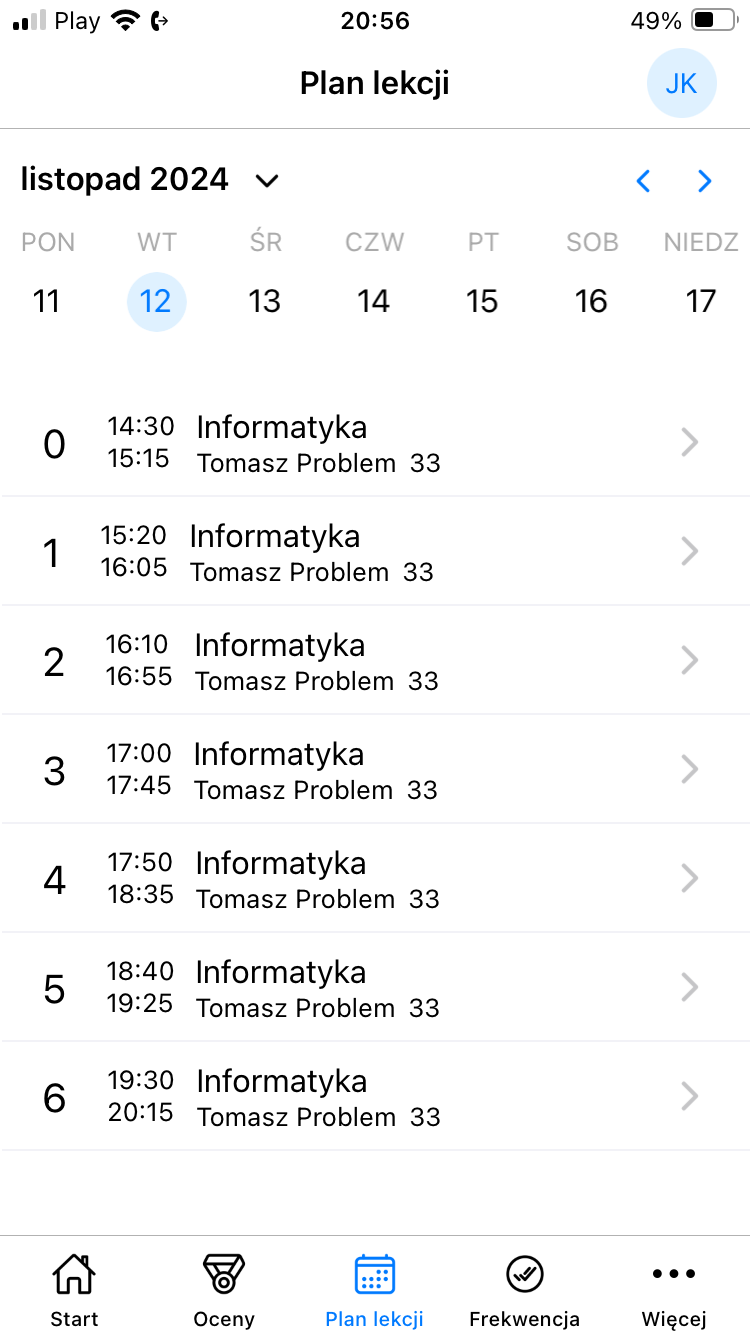 Play 20:56 49%
Plan lekcji JK
listopad 2024
PON WT ŚR CZW PT SOB NIEDZ
11 12 13 14 15 16 17
0 14:30 Informatyka
15:15 Tomasz Problem 33
1 15:20 Informatyka
16:05 Tomasz Problem 33
2 16:10 Informatyka
16:55 Tomasz Problem 33
3 17:00 Informatyka
17:45 Tomasz Problem 33
4 17:50 Informatyka
18:35 Tomasz Problem 33
5 18:40 Informatyka
19:25 Tomasz Problem 33
6 19:30 Informatyka
20:15 Tomasz Problem 33
Start Oceny Plan lekcji Frekwencja Więcej